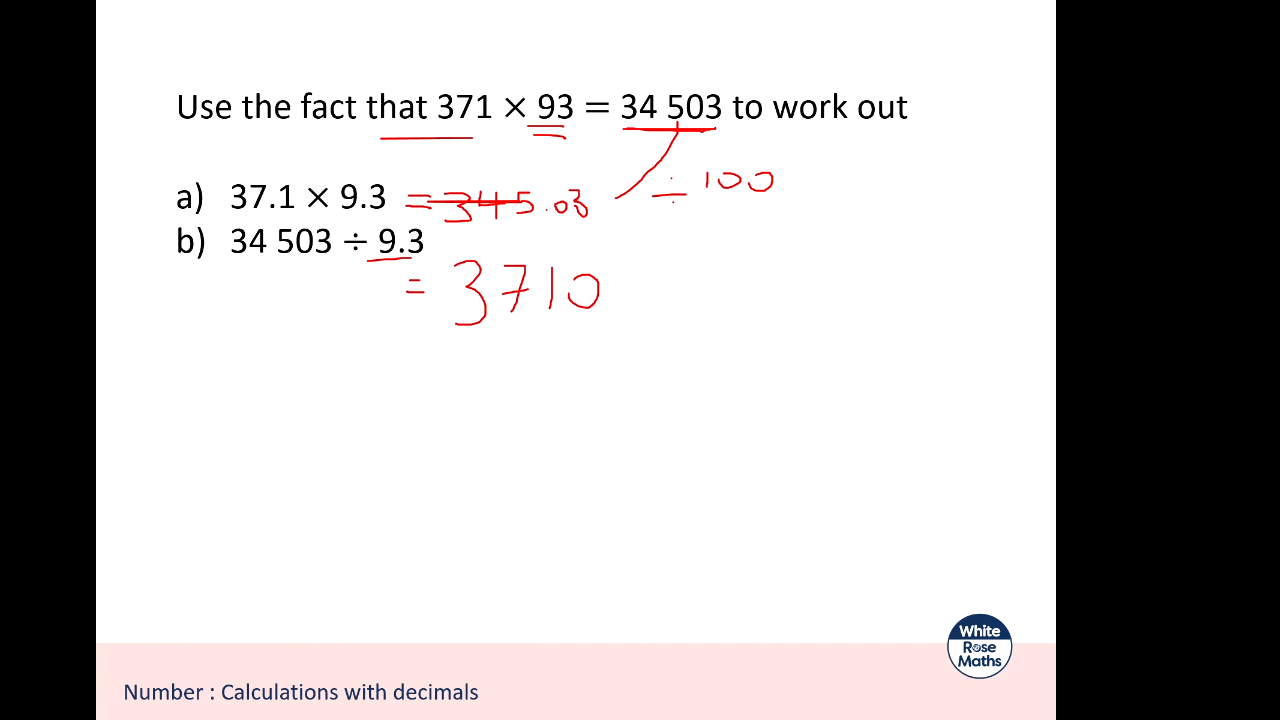 Use the fact that 371 × 93 = 34 503 to work out
÷ 100
a) 37.1 × 9.3 = 345.03
b) 34 503 ÷ 9.3
= 3710
White
Rose
Maths
Number : Calculations with decimals